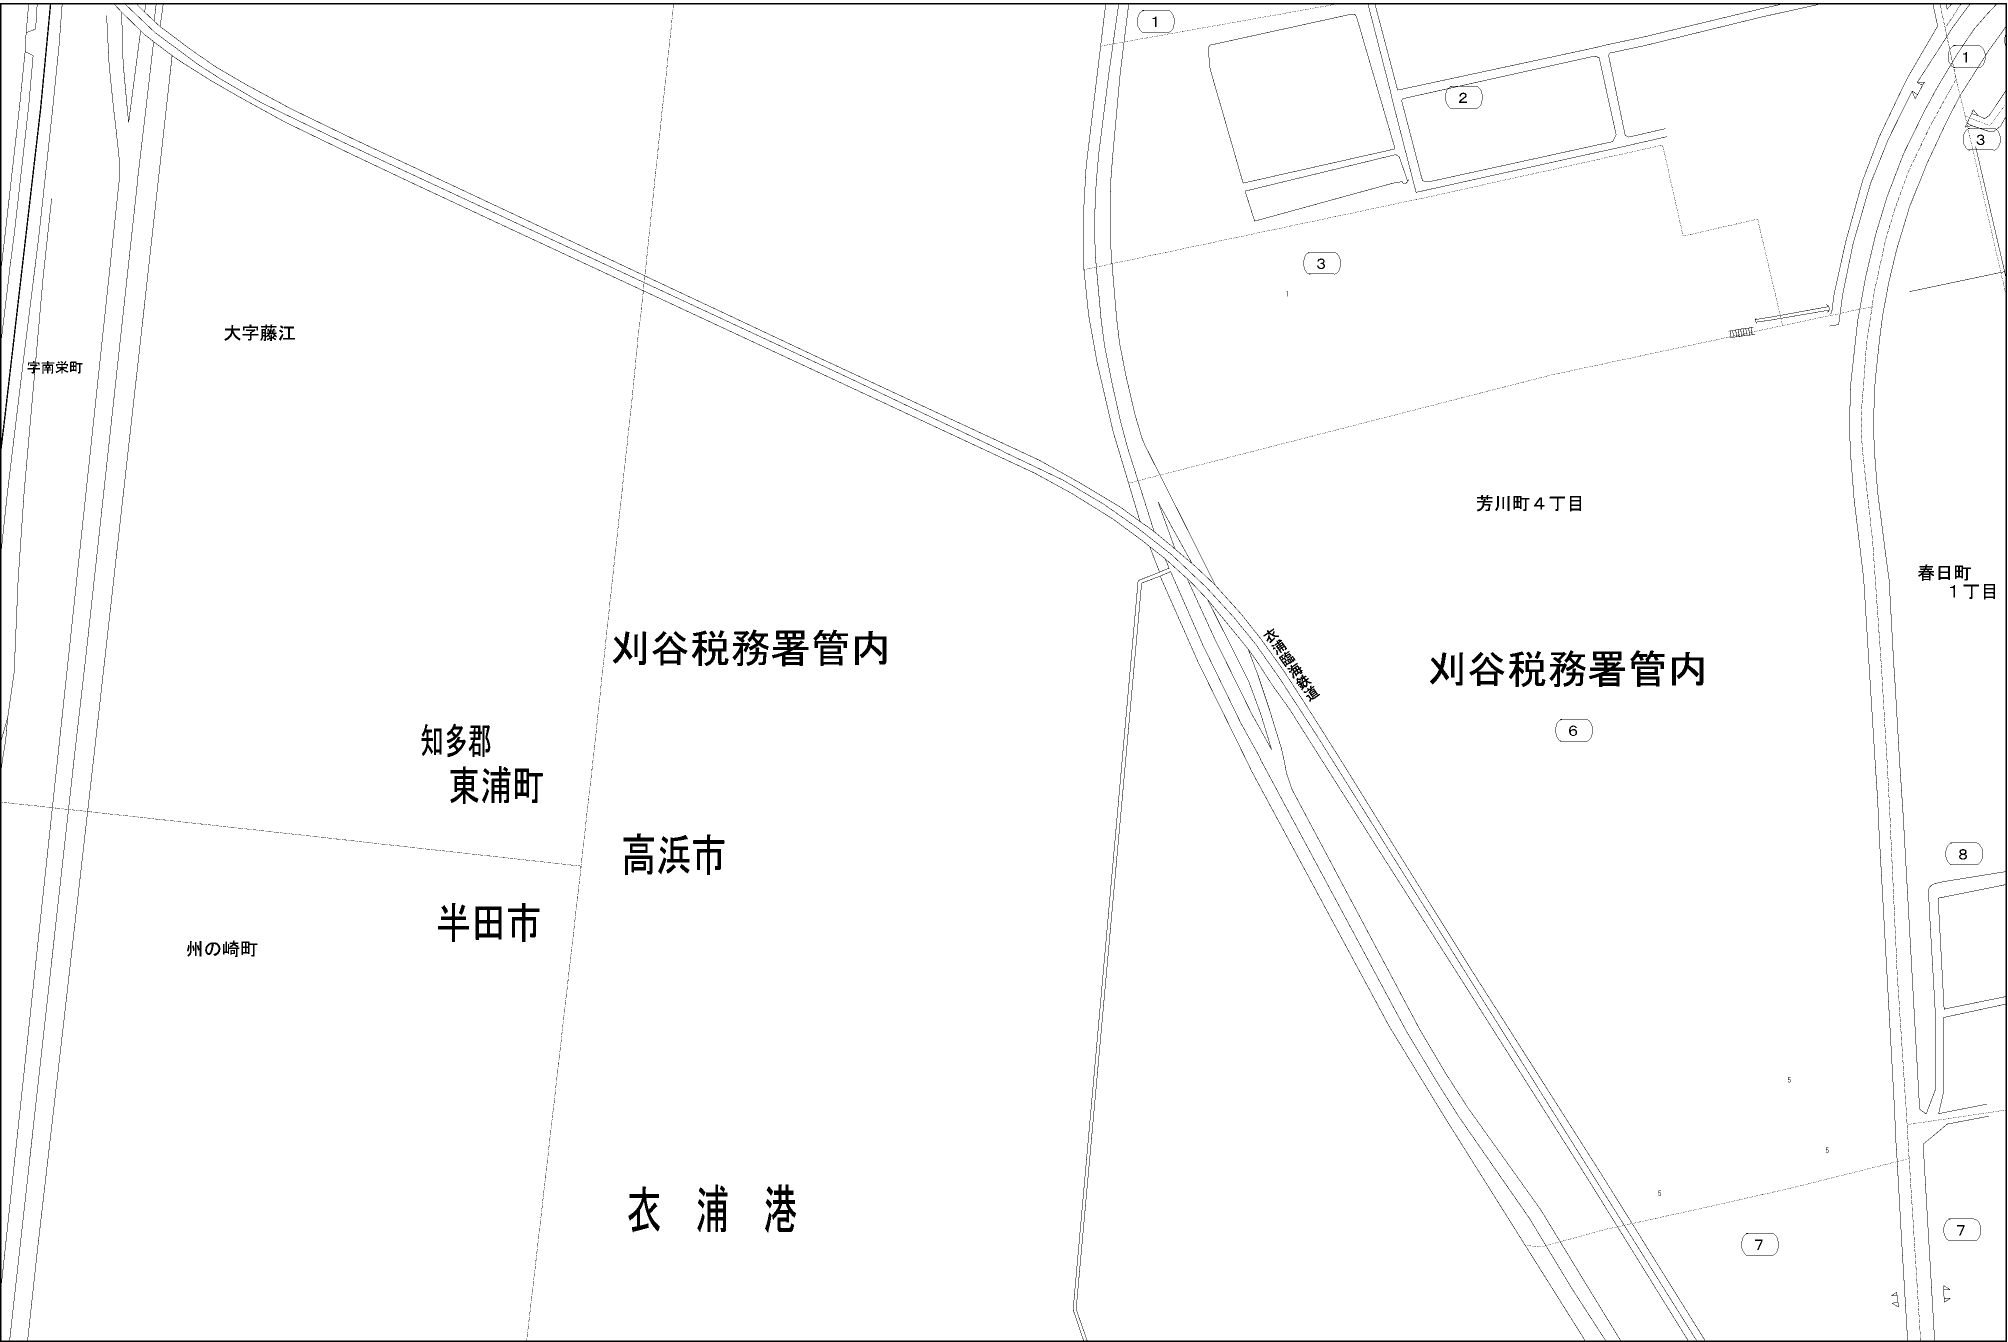 1
2
1
3
3
1
大字藤江
字南栄町
芳川町４丁目
春日町
１丁目
刈谷税務署管内
衣浦臨海鉄道
刈谷税務署管内
6
知多郡
東浦町
高浜市
8
半田市
州の崎町
5
5
5
衣浦港
7
7